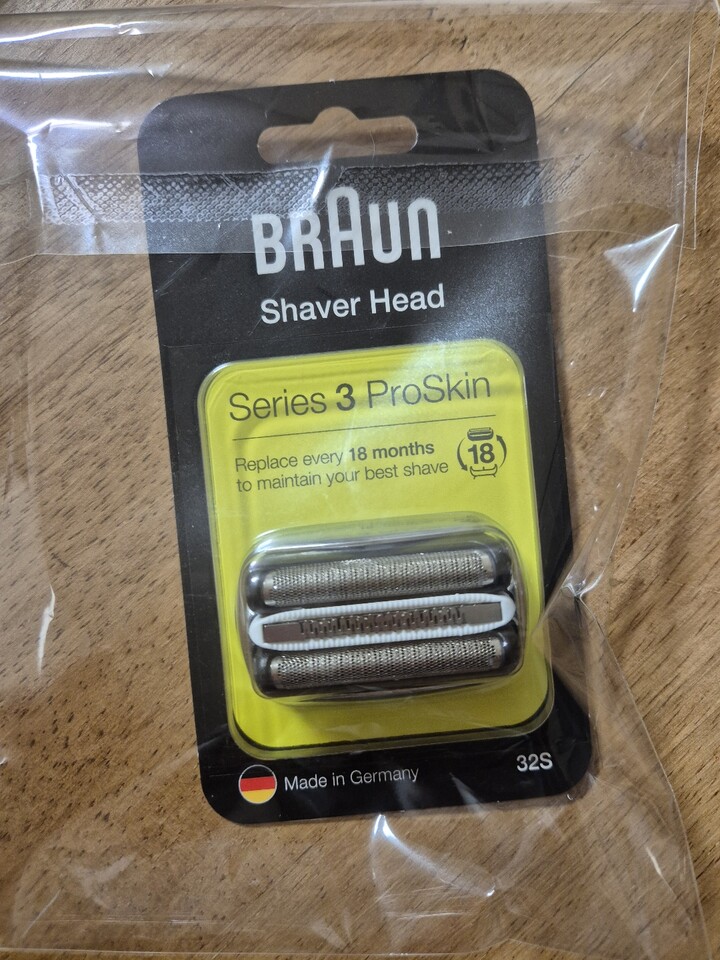 BRAUN
Shaver Head
Series 3 ProSkin
Replace every 18 months
to maintain your best shave
18
Made in Germany
32S